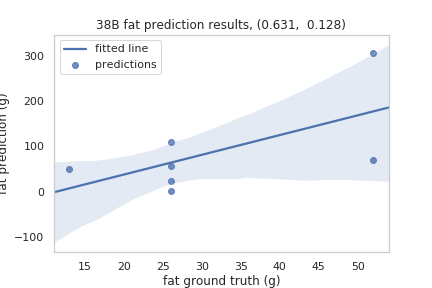 38B fat prediction results, (0.631,  0.128)
fitted line
predictions
fat prediction (g)
300
200
100
0
−100
15 20 25 30 35 40 45 50
fat ground truth (g)